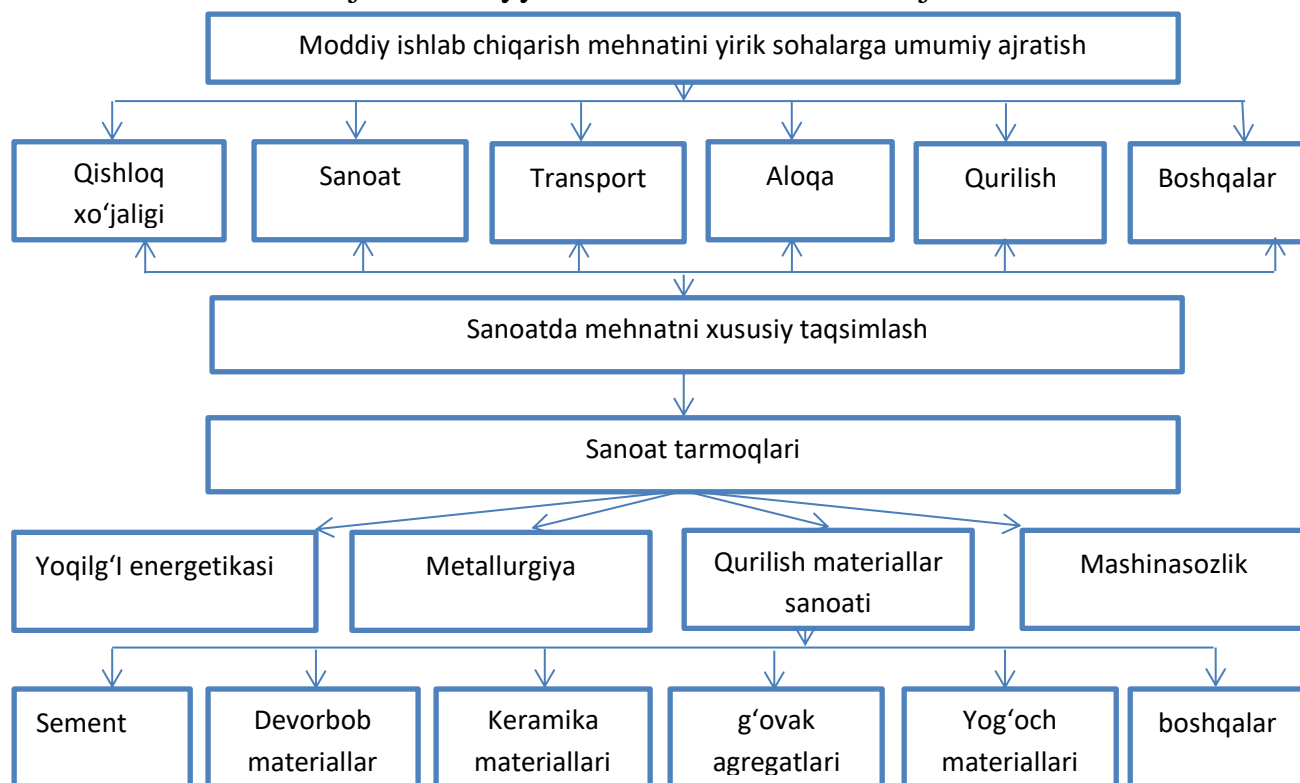 Moddiy ishlab chiqarish mehnatini yirik sohalarga umumiy ajratish
Qishloq
xo‘jaligi
Sanoat
Transport
Aloqa
Qurilish
Boshqalar
Sanoatda mehnatni xususiy taqsimlash
Sanoat tarmoqlari
Yoqilg‘I energetikasi
Metallurgiya
Qurilish materiallar
sanoati
Mashinasozlik
Sement
Devorbob
materiallar
Keramika
materiallari
g‘ovak
agregatlari
Yog‘och
materiallari
boshqalar